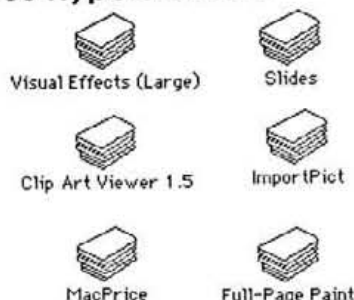 Visual Effects (Large)
Slides
Clip Art Viewer 1.5
ImportPict
MacPrice
Full-Page Paint